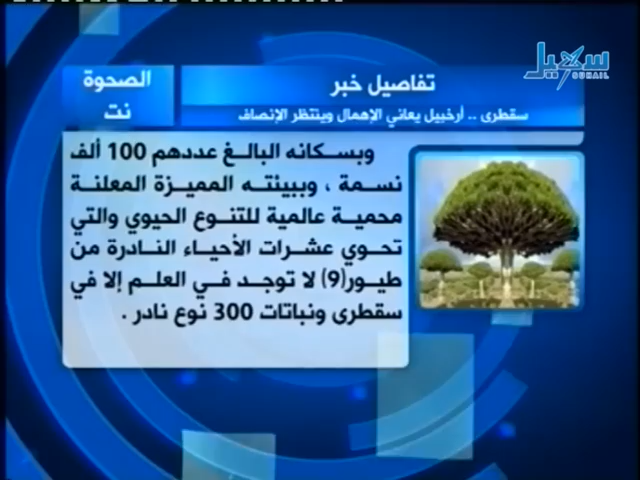 سهيل
SUHAIL
الصحوة
نت
تفاصيل خبر
سقطرى .. أرخبيل يعاني الإهمال وينتظر الإنصاف
وبسكانه البالغ عددهم 100 ألف
نسمة ، وببيئته المميزة المعلنة
محمية عالمية للتنوع الحيوي والتي
تحوي عشرات الأحياء النادرة من
طيور(9) لا توجد في العلم إلا في
سقطرى ونباتات 300 نوع نادر .